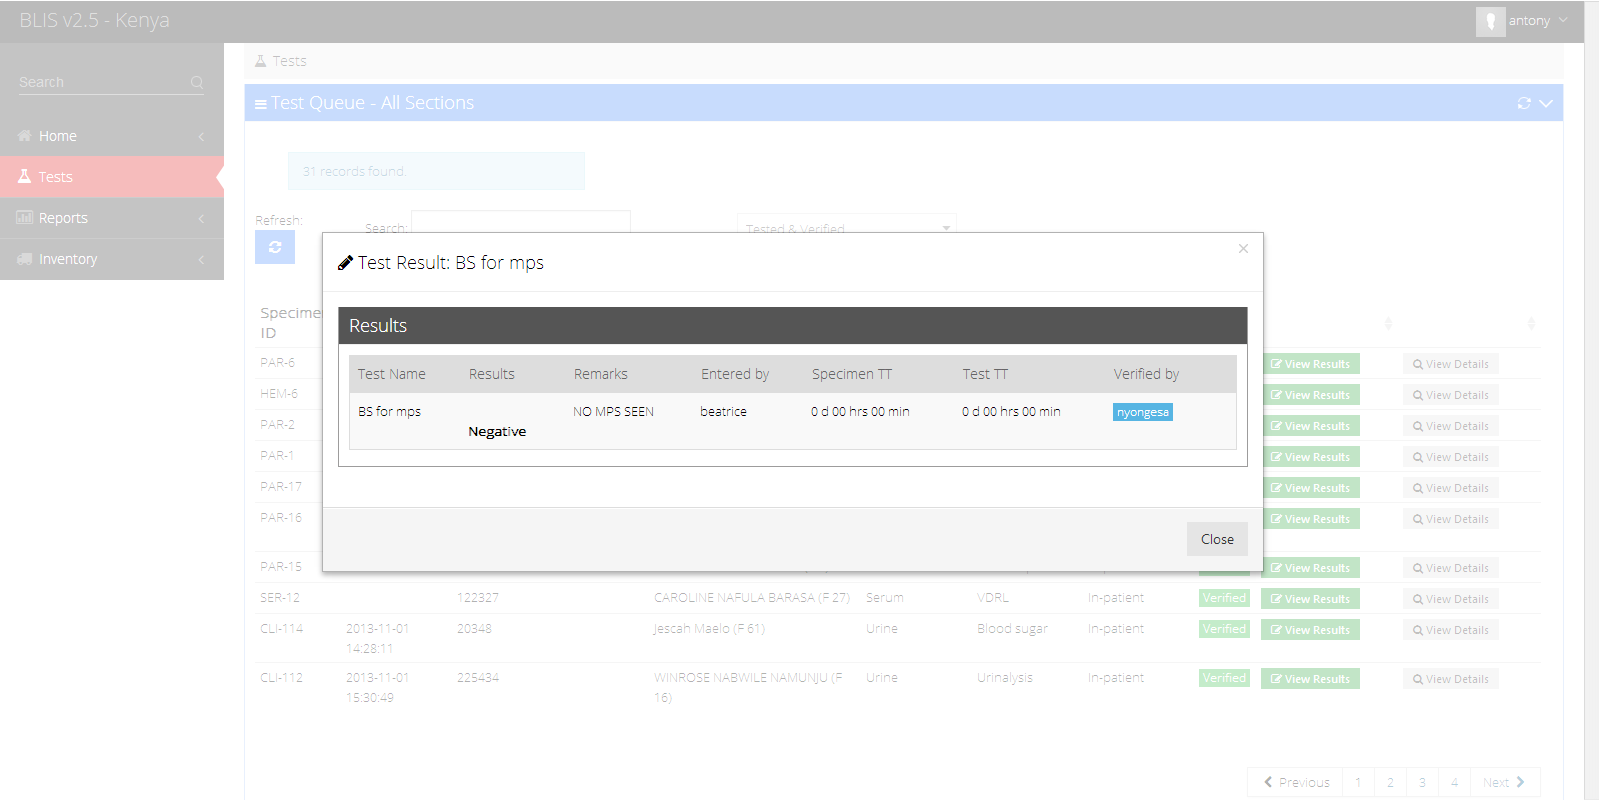 BLIS v2.5 - Kenya
antony
Search
Home
Tests
Reports
Inventory
Tests
Test Queue - All Sections
31 records found.
Refresh:
Search:
Tested & Verified
Test Result: BS for mps
×
Results
Test Name Results Remarks Entered by Specimen TT Test TT Verified by
BS for mps NO MPS SEEN beatrice 0 d 00 hrs 00 min 0 d 00 hrs 00 min nyongesa
Negative
Close
Specimen
ID
PAR-6 View Results View Details
HEM-6 View Results View Details
PAR-2 View Results View Details
PAR-1 View Results View Details
PAR-17 View Results View Details
PAR-16 View Results View Details
PAR-15 View Results View Details
SER-12 122327 CAROLINE NAFULA BARASA (F 27) Serum VDRL In-patient Verified View Results View Details
CLI-114 2013-11-01 20348 Jescah Maelo (F 61) Urine Blood sugar In-patient Verified View Results View Details
14:28:11
CLI-112 2013-11-01 225434 WINROSE NABWILE NAMUNJU (F Urine Urinalysis In-patient Verified View Results View Details
15:30:49 16)
Previous 1 2 3 4 Next